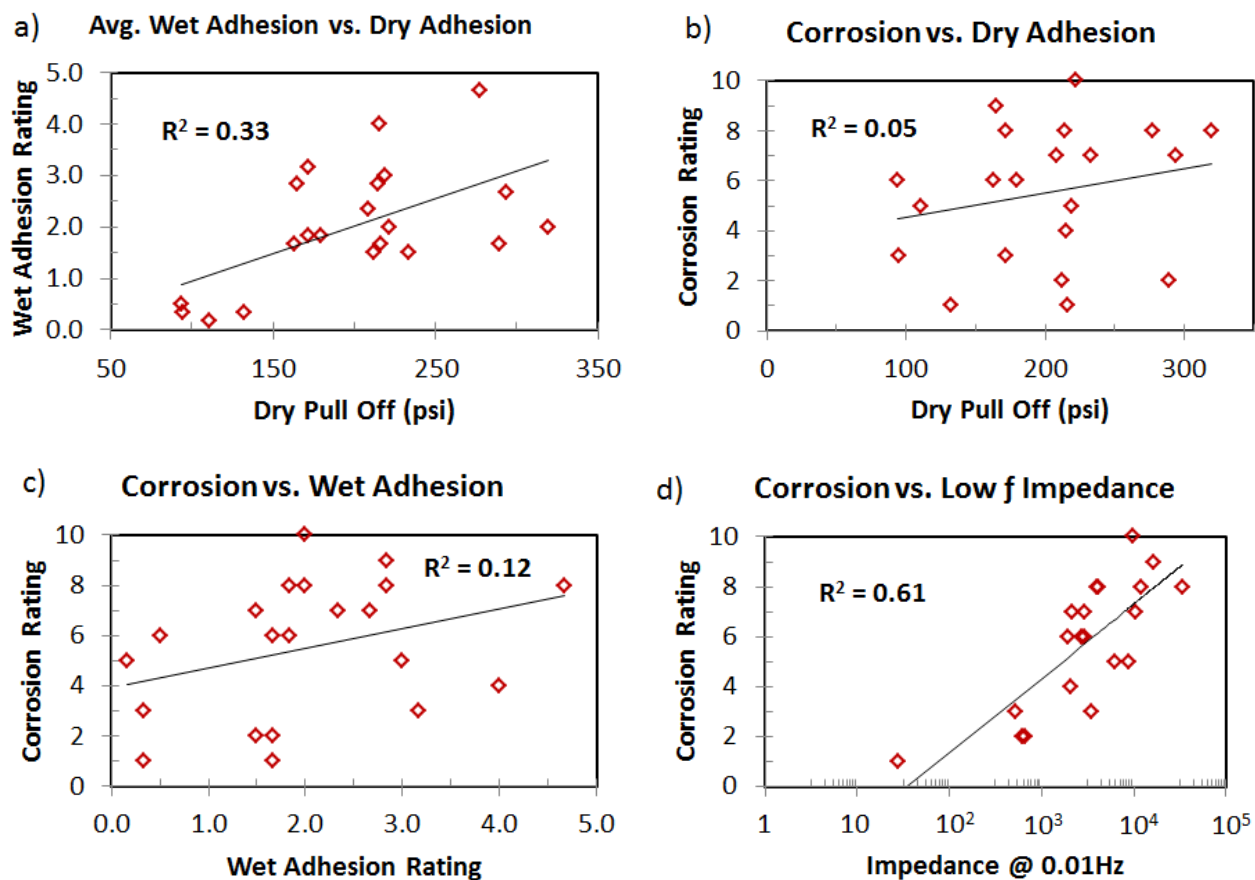 a) Avg. Wet Adhesion vs. Dry Adhesion
Wet Adhesion Rating
5.0
4.0
3.0
2.0
1.0
0.0
R² = 0.33
50 150 250 350
Dry Pull Off (psi)
b) Corrosion vs. Dry Adhesion
Corrosion Rating
10
8
6
4
2
0
R² = 0.05
0 100 200 300
Dry Pull Off (psi)
c) Corrosion vs. Wet Adhesion
Corrosion Rating
10
8
6
4
2
0
R² = 0.12
0.0 1.0 2.0 3.0 4.0 5.0
Wet Adhesion Rating
d) Corrosion vs. Low ƒ Impedance
Corrosion Rating
10
8
6
4
2
0
R² = 0.61
1 10 10² 10³ 10⁴ 10⁵
Impedance @ 0.01Hz